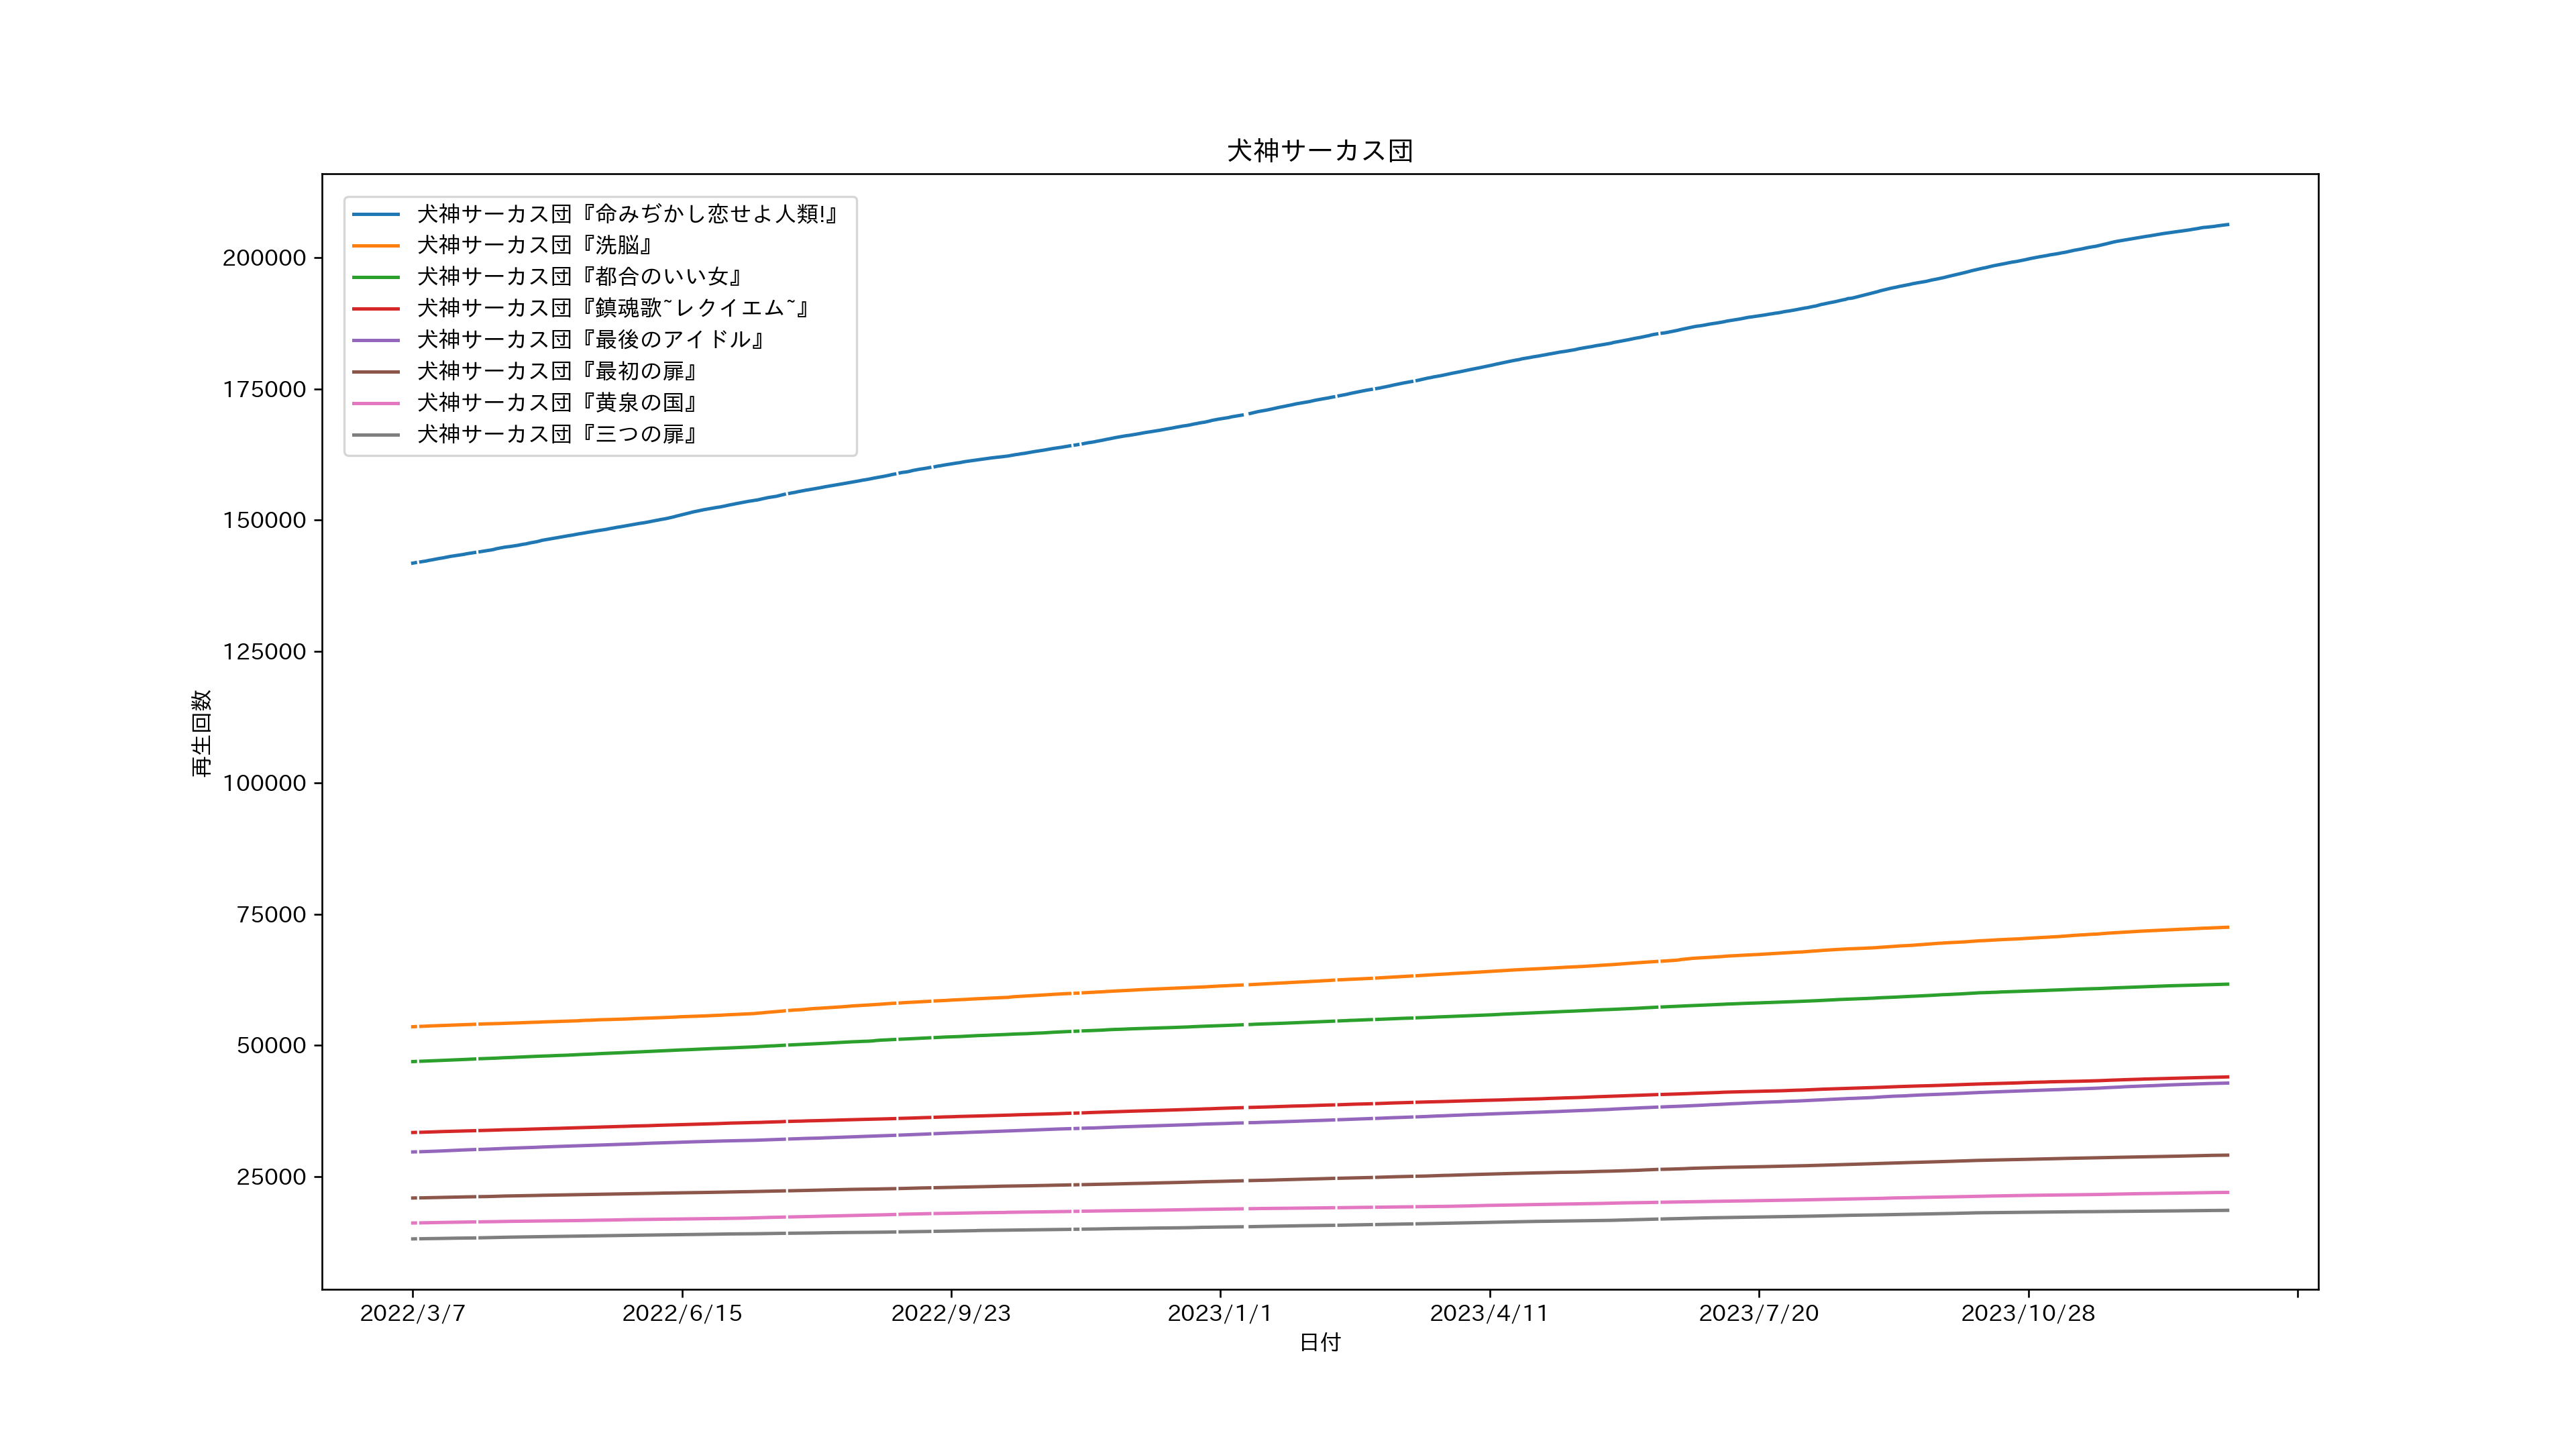 犬神サーカス団
犬神サーカス団『命みぢかし恋せよ人類!』
犬神サーカス団『洗脳』
犬神サーカス団『都合のいい女』
犬神サーカス団『鎮魂歌~レクイエム~』
犬神サーカス団『最後のアイドル』
犬神サーカス団『最初の扉』
犬神サーカス団『黄泉の国』
犬神サーカス団『三つの扉』
200000
175000
150000
125000
100000
75000
50000
25000
再生回数
2022/3/7
2022/6/15
2022/9/23
2023/1/1
2023/4/11
2023/7/20
2023/10/28
日付